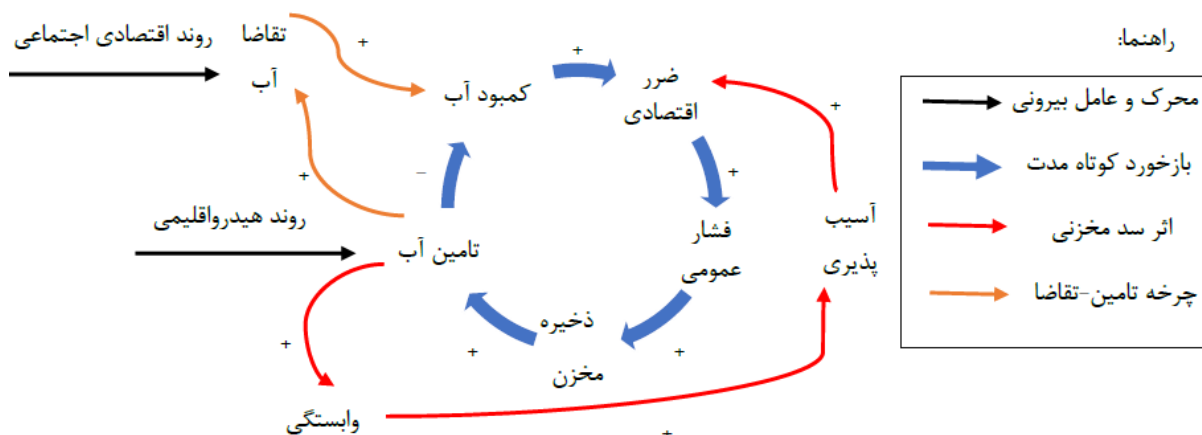 راهنما:
محرک و عامل بیرونی
بازخورد کوتاه مدت
اثر سد مخزنی
چرخه تامین-تقاضا
روند اقتصادی اجتماعی
تقاضا
آب
+
کمبود آب
+
ضرر
اقتصادی
+
+
فشار
عمومی
آسیب
پذیری
+
ذخیره
مخزن
+
تامین آب
روند هیدرواقلیمی
-
+
+
وابستگی
+